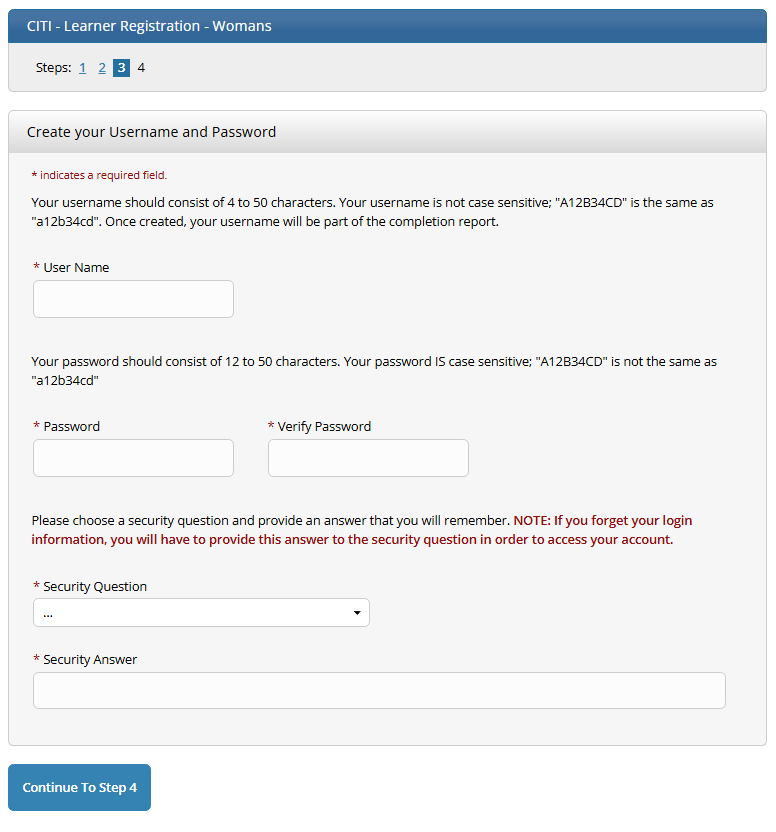 CITI - Learner Registration - Womans
Steps: 1 2 3 4
Create your Username and Password
* indicates a required field.
Your username should consist of 4 to 50 characters. Your username is not case sensitive; "A12B34CD" is the same as
"a12b34cd". Once created, your username will be part of the completion report.
* User Name
Your password should consist of 12 to 50 characters. Your password IS case sensitive; "A12B34CD" is not the same as
"a12b34cd"
* Password * Verify Password
Please choose a security question and provide an answer that you will remember. NOTE: If you forget your login
information, you will have to provide this answer to the security question in order to access your account.
* Security Question
...
* Security Answer
Continue To Step 4